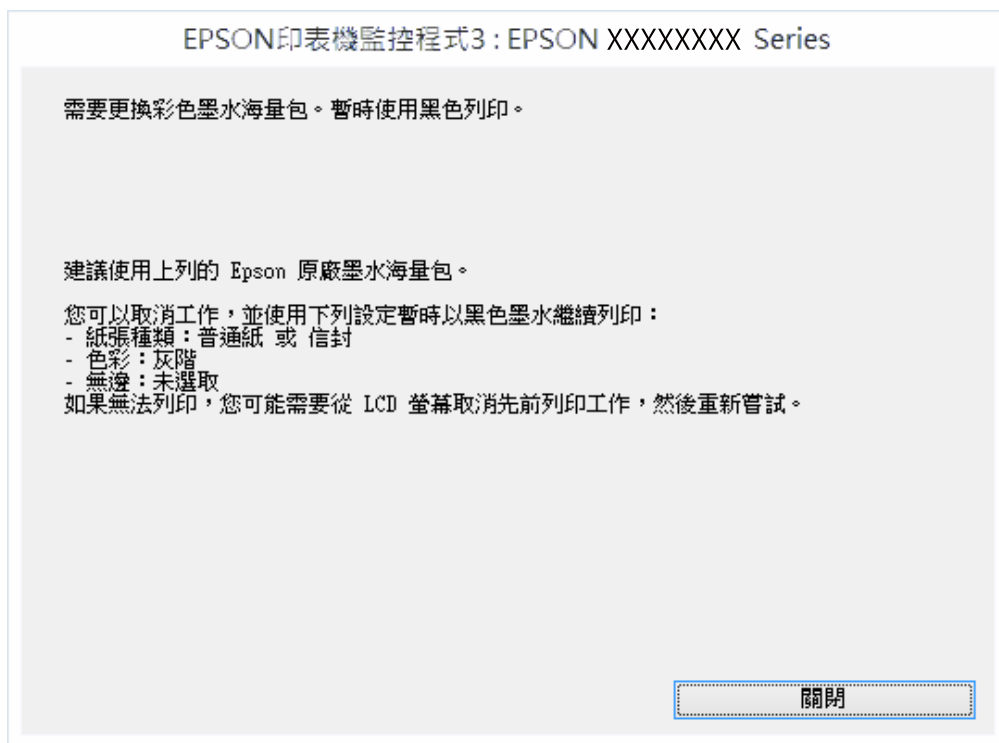 EPSON印表機監控程式3 : EPSON XXXXXXXX Series
需要更換彩色墨水海量包。暫時使用黑色列印。
建議使用上列的 Epson 原廠墨水海量包。
您可以取消工作，並使用下列設定暫時以黑色墨水繼續列印：
- 紙張種類：普通紙 或 信封
- 色彩：灰階
- 無邊：未選取
如果無法列印，您可能需要從 LCD 螢幕取消先前列印工作，然後重新嘗試。
關閉